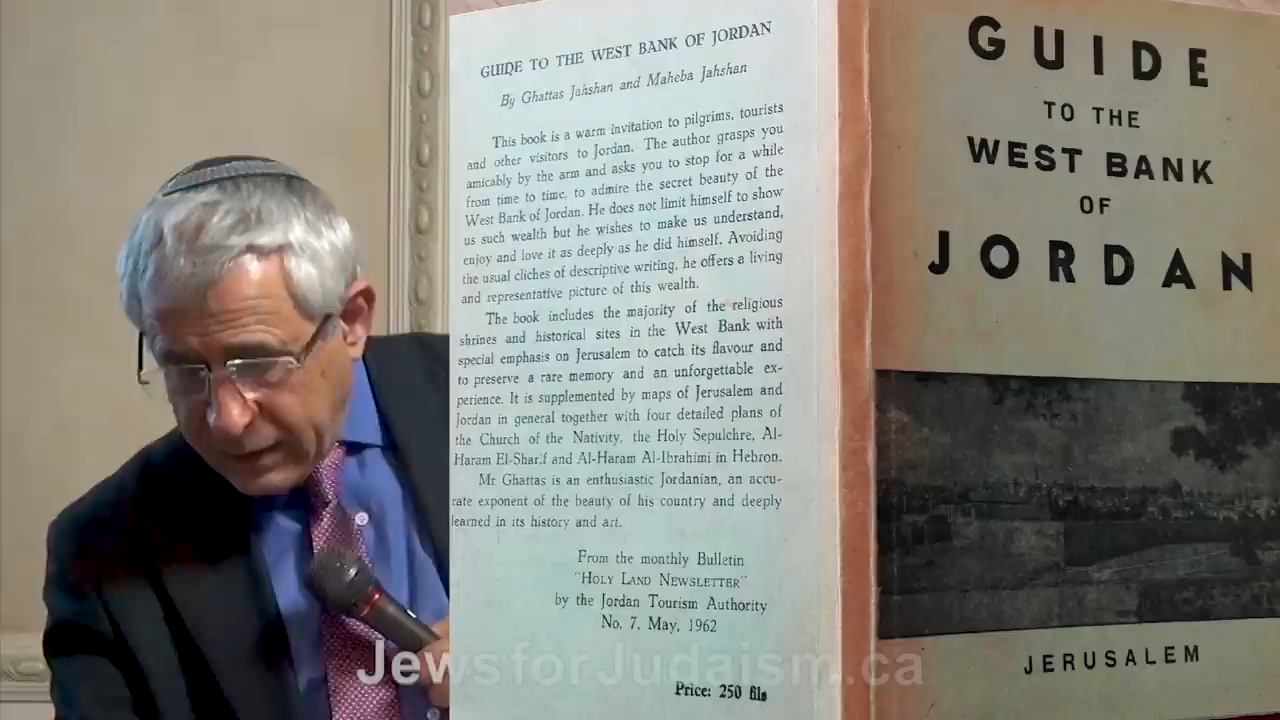 GUIDE TO THE WEST BANK OF JORDAN
By Ghattas Jahshan and Maheba Jahshan
This book is a warm invitation to pilgrims, tourists
and other visitors to Jordan. The author grasps you
amicably by the arm and asks you to stop for a while
from time to time, to admire the secret beauty of the
West Bank of Jordan. He does not limit himself to show
us such wealth but he wishes to make us understand,
enjoy and love it as deeply as he did himself. Avoiding
the usual cliches of descriptive writing, he offers a living
and representative picture of this wealth.
The book includes the majority of the religious
shrines and historical sites in the West Bank with
special emphasis on Jerusalem to catch its flavour and
to preserve a rare memory and an unforgettable ex-
perience. It is supplemented by maps of Jerusalem and
Jordan in general together with four detailed plans of
the Church of the Nativity, the Holy Sepulchre, Al-
Haram El-Shar.f and Al-Haram Al-Ibrahimi in Hebron.
Mr Ghattas is an enthusiastic Jordanian, an accu-
rate exponent of the beauty of his country and deeply
learned in its history and art.
From the monthly Bulletin
"HOLY LAND NEWSLETTER"
by the Jordan Tourism Authority
No. 7, May, 1962
Price: 250 fils
GUIDE
TO THE
WEST BANK
OF
JORDAN
JERUSALEM
JewsforJudaism.ca